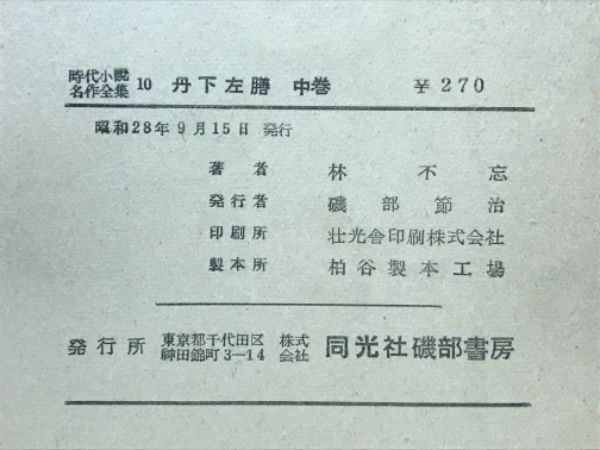 時代小説名作全集 10 丹下左膳 中巻 ¥270
昭和28年9月15日 発行
著者 林不忘
発行者 磯部節治
印刷所 壮光舎印刷株式会社
製本所 柏谷製本工場
発行所 東京都千代田区神田錦町3—14 株式会社 同光社磯部書房